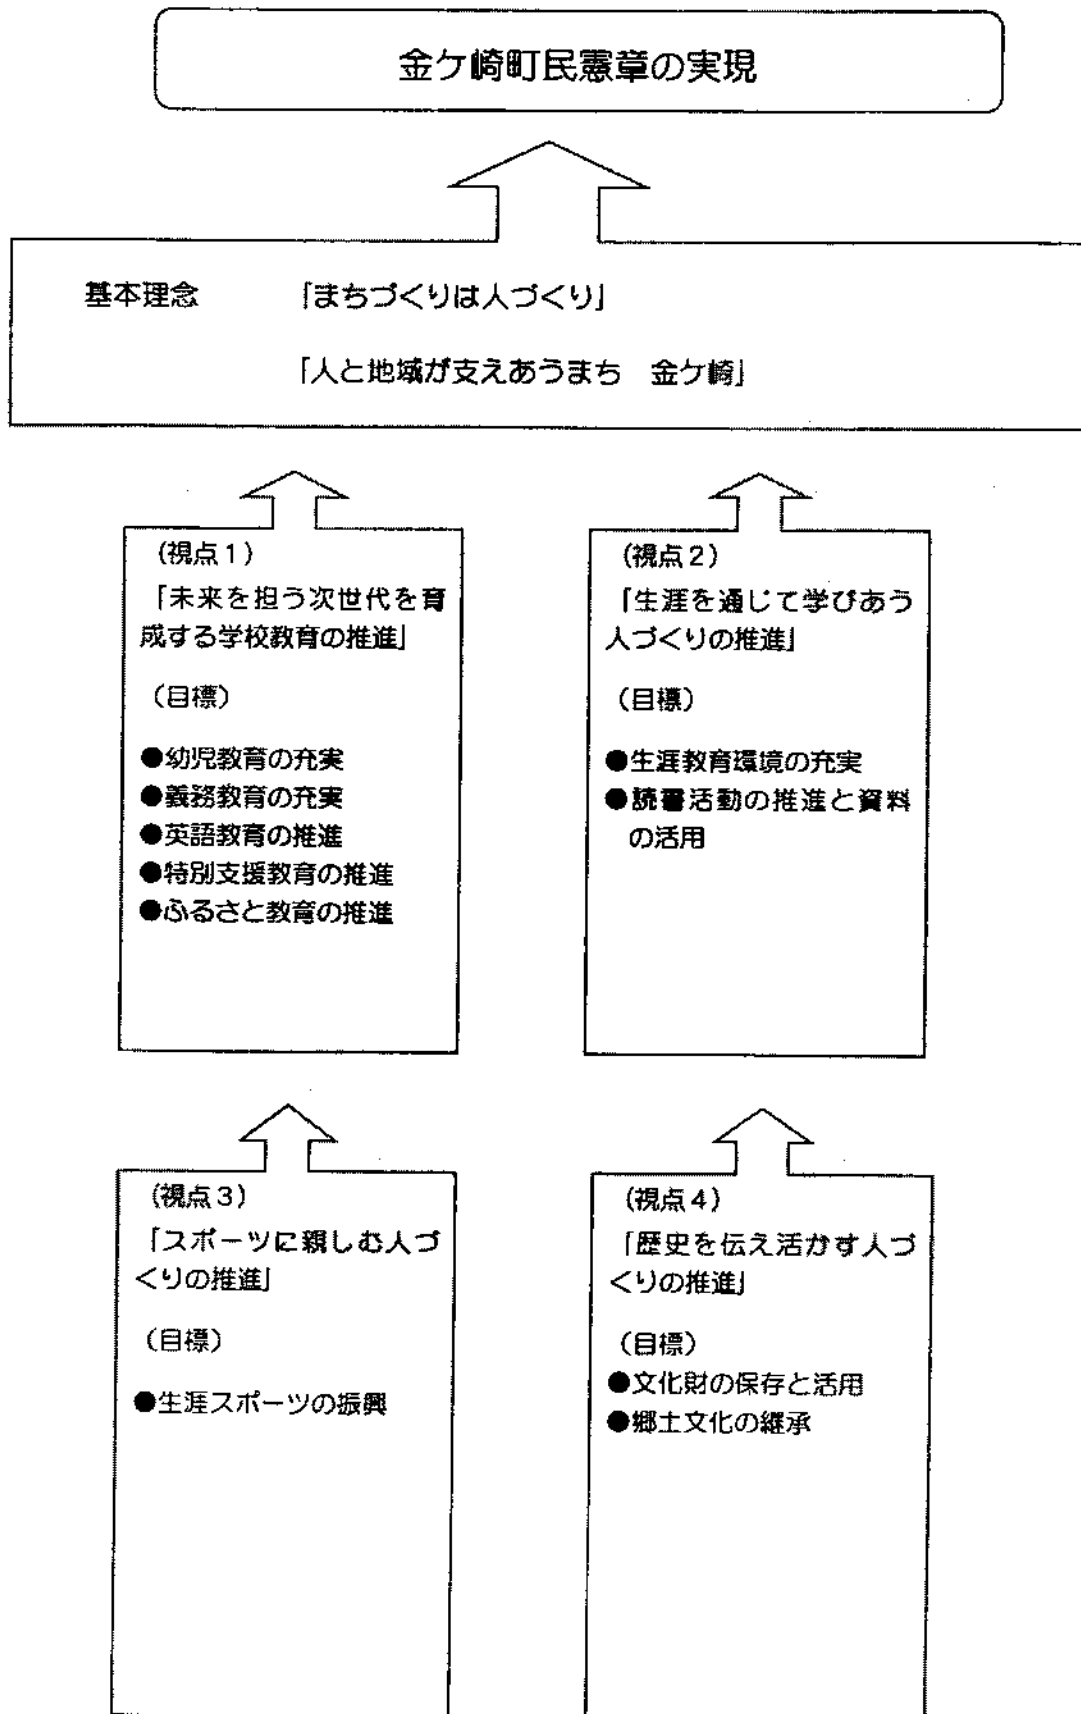 金ケ崎町民憲章の実現
基本理念　「まちづくりは人づくり」
「人と地域が支えあうまち　金ケ崎」
（視点１）
「未来を担う次世代を育
成する学校教育の推進」
（目標）
●幼児教育の充実
●義務教育の充実
●英語教育の推進
●特別支援教育の推進
●ふるさと教育の推進
（視点２）
「生涯を通じて学びあう
人づくりの推進」
（目標）
●生涯教育環境の充実
●読書活動の推進と資料
の活用
（視点３）
「スポーツに親しむ人づ
くりの推進」
（目標）
●生涯スポーツの振興
（視点４）
「歴史を伝え活かす人づ
くりの推進」
（目標）
●文化財の保存と活用
●郷土文化の継承